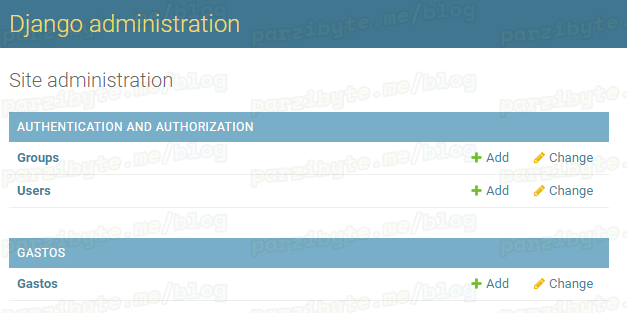 Django administration
Site administration
AUTHENTICATION AND AUTHORIZATION
Groups Add Change
Users Add Change
GASTOS
Gastos Add Change
parzibyte.me/blog